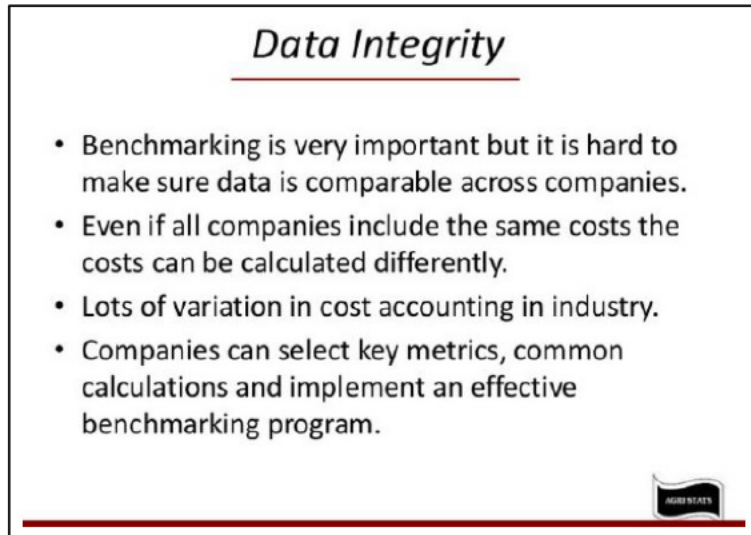 Data Integrity
• Benchmarking is very important but it is hard to
make sure data is comparable across companies.
• Even if all companies include the same costs the
costs can be calculated differently.
• Lots of variation in cost accounting in industry.
• Companies can select key metrics, common
calculations and implement an effective
benchmarking program.
AGRI STATS